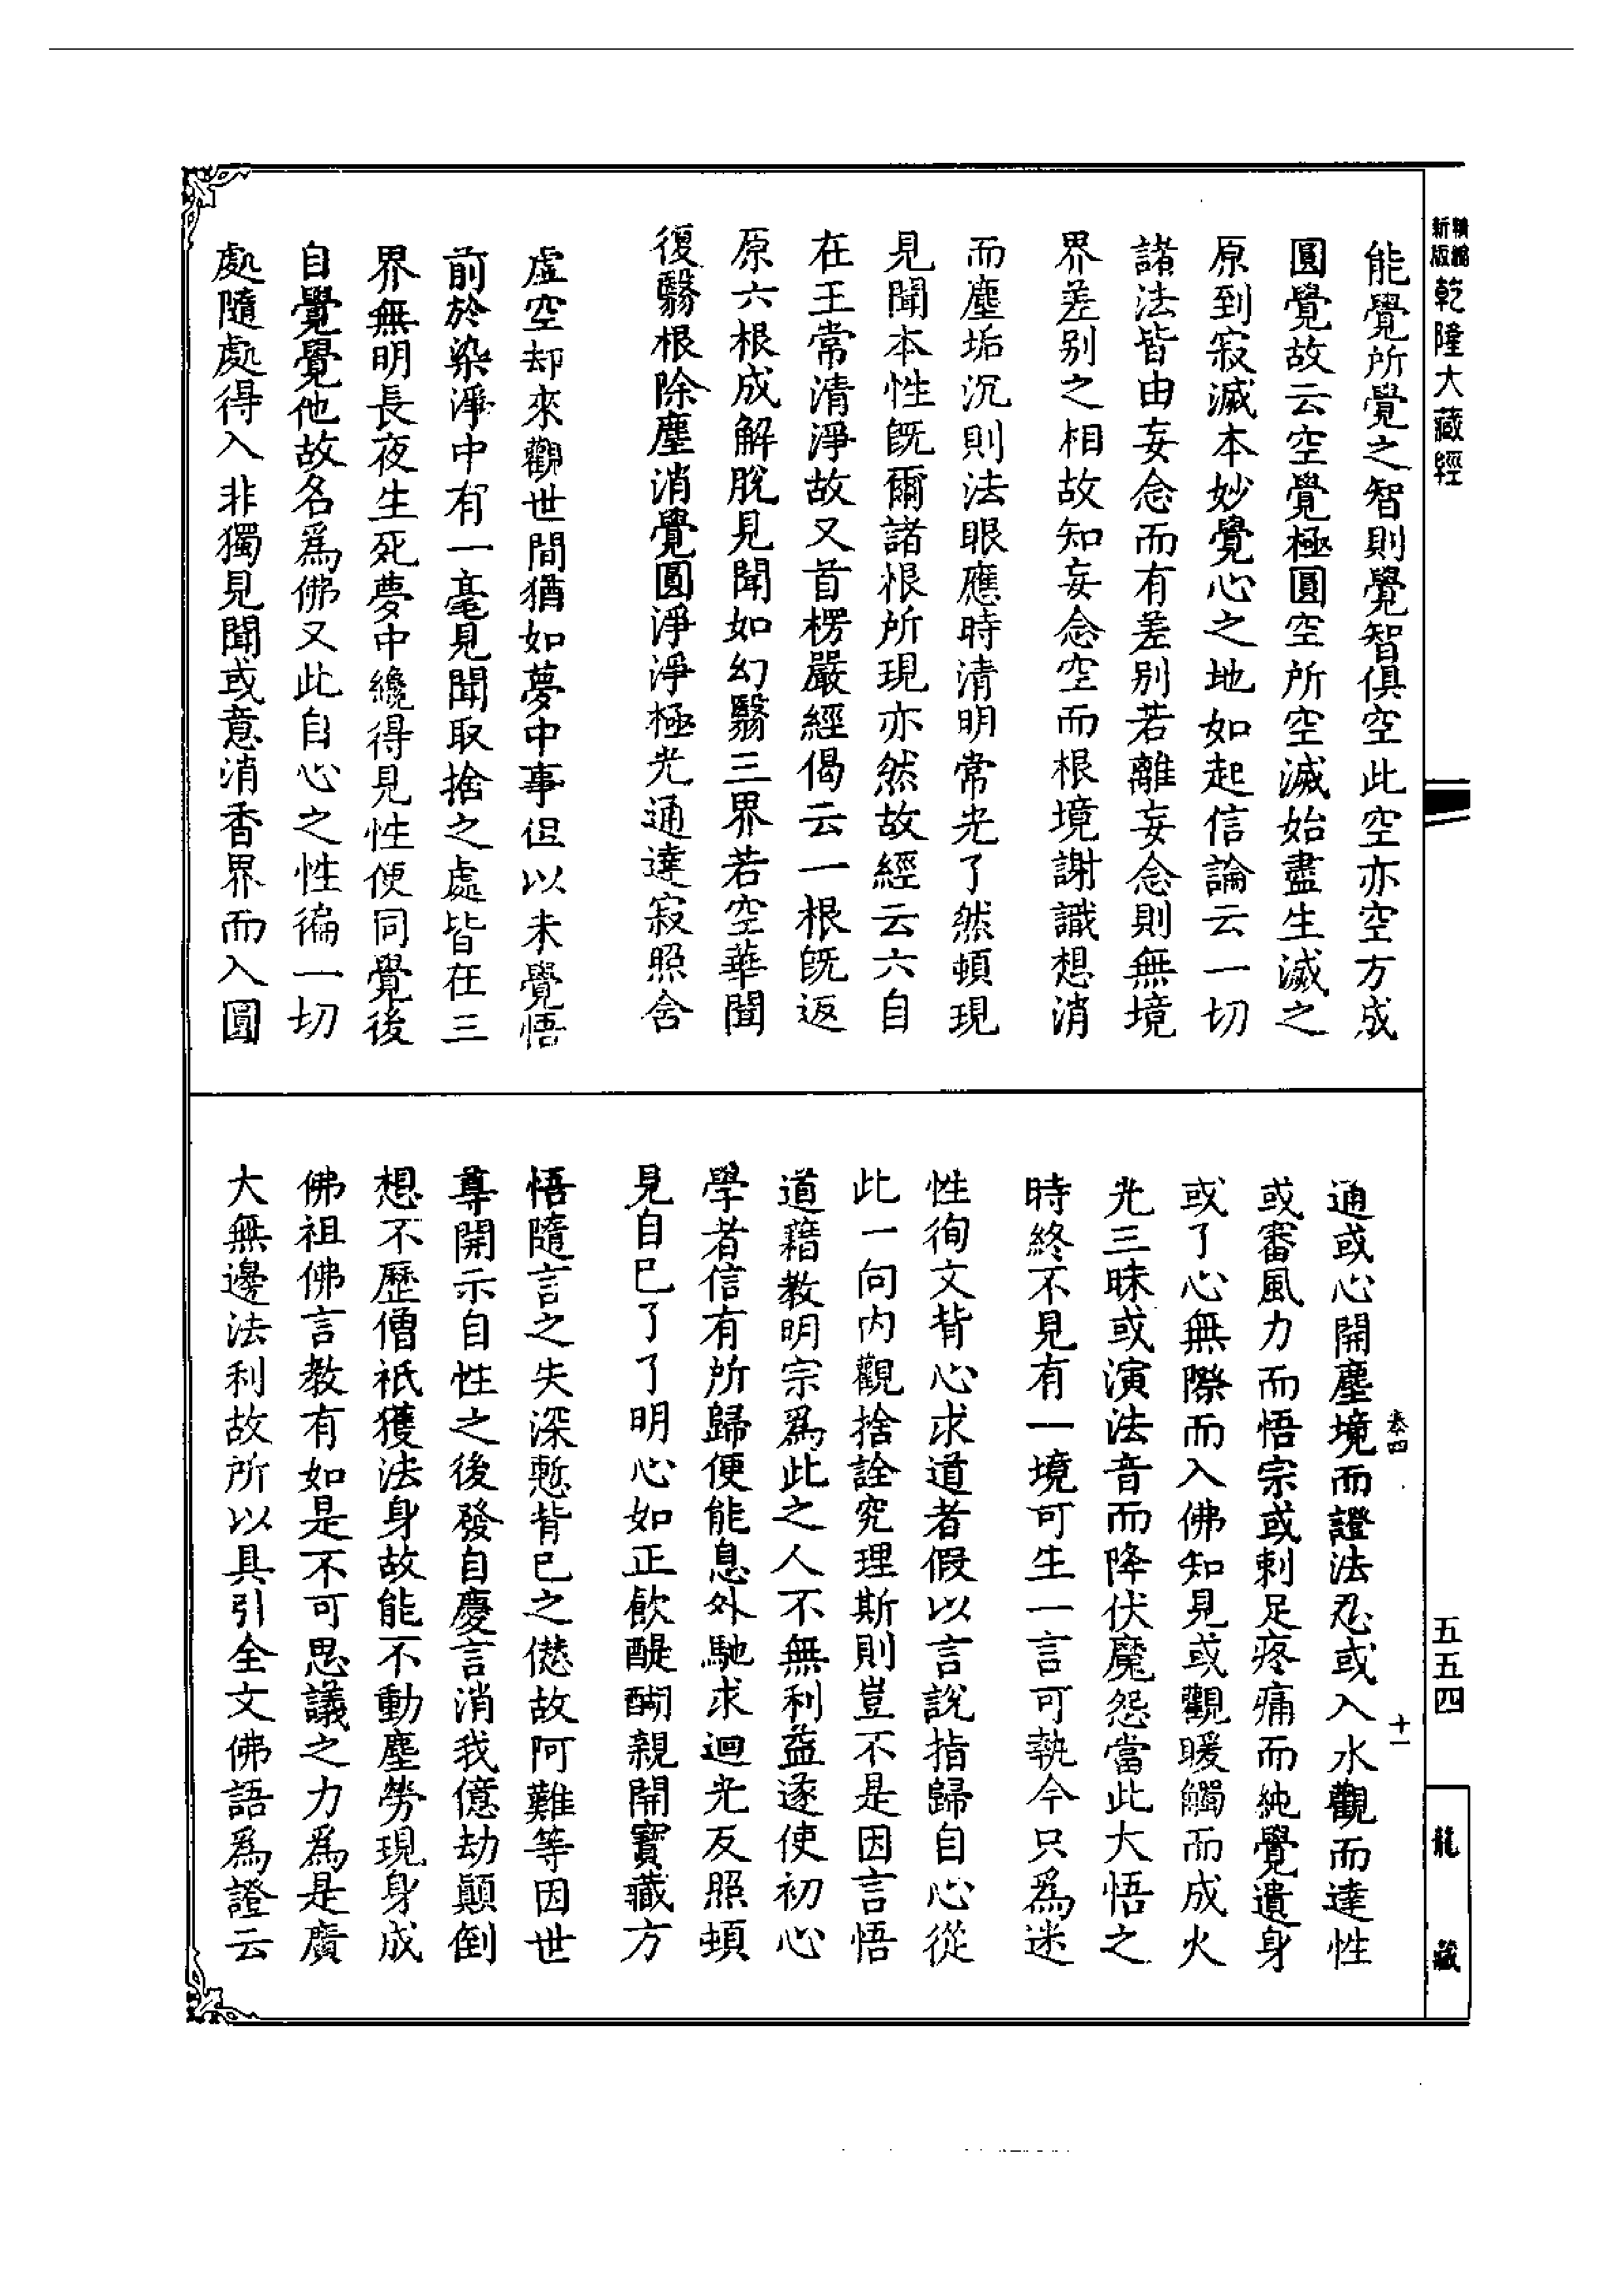 新編
新版
乾隆大藏經
能覺所覺之智則覺智俱空此空亦空空方成
圓覺故云空覺極圓空所空滅始盡生滅之
原到寂滅本妙覺心之地如起信論云一切
諸法皆由妄念而有差别若離妄念則無境
界差别之相故知妄念空而根境謝識想消
而塵垢沉則法眼應時清明常光了然頓現
見聞本性旣爾諸根所現亦然故經云六自
在王常清淨故又首楞嚴經偈云一根旣返
原六根成解脫見聞如幻翳三界若空華聞
復翳根除塵消覺圓淨淨極光通達寂照含
虛空却來觀世間猶如夢中事但以未覺悟
前於染淨中有一毫見聞取捨之處皆在三
界無明長夜生死夢中纔得見性便同覺後
自覺覺他故名爲佛又此自心之性徧一切
處隨處得入非獨見聞或意消香界而入圓
通或心開塵境而證法忍或入水觀而達性
或審風力而悟宗或刺足疼痛而純覺遺身
或了心無際而入佛知見或觀暖觸而成火
光三昧或演法音而降伏魔怨當此大悟之
時終不見有一境可生一言可執今只爲迷
性徇文背心求道者假以言說指歸自心從
此一向內觀捨詮究理斯則豈不是因言悟
道藉教明宗爲此之人不無利益遂使初心
學者信有所歸便能息外馳求迴光反照頓
見自巳了了明心如正飲醍醐親開寶藏方
悟隨言之失深慙背巳之愆故阿難等因世
尊開示自性之後發自慶言消我億劫顚倒
想不歷僧祇獲法身故能不動塵勞現身成
佛祖佛言教有如是不可思議之力爲是廣
大無邊法利故所以具引全文佛語爲證云
卷四
十一
五五四
龍藏